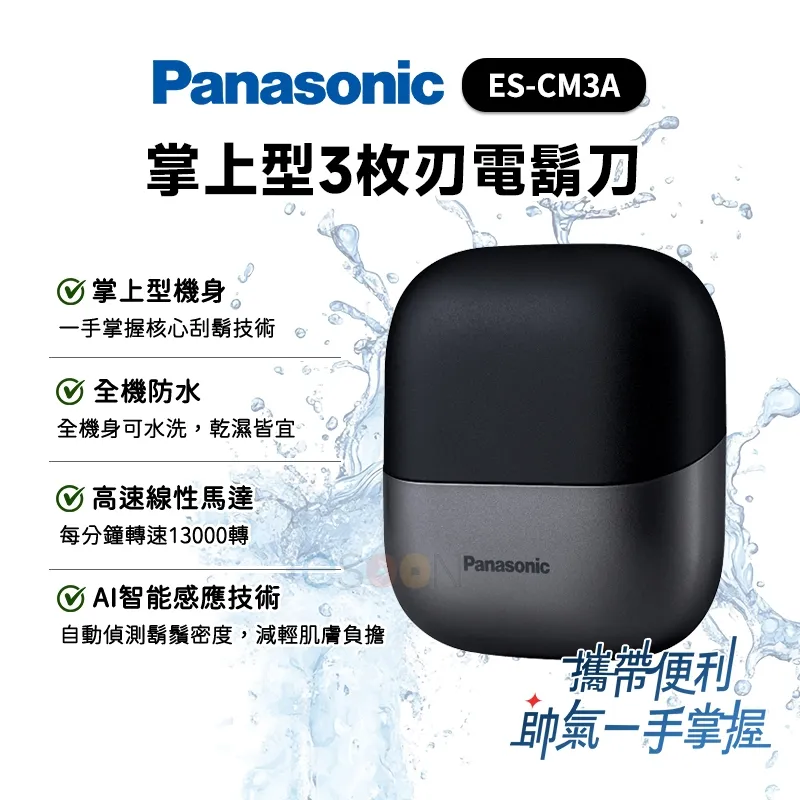 Panasonic ES-CM3A
掌上型3枚刃電鬍刀
掌上型機身
一手掌握核心刮鬍技術
全機防水
全機身可水洗，乾濕皆宜
高速線性馬達
每分鐘轉速13000轉
AI智能感應技術
自動偵測鬍鬚密度，減輕肌膚負擔
Panasonic
攜帶便利
帥氣一手掌握